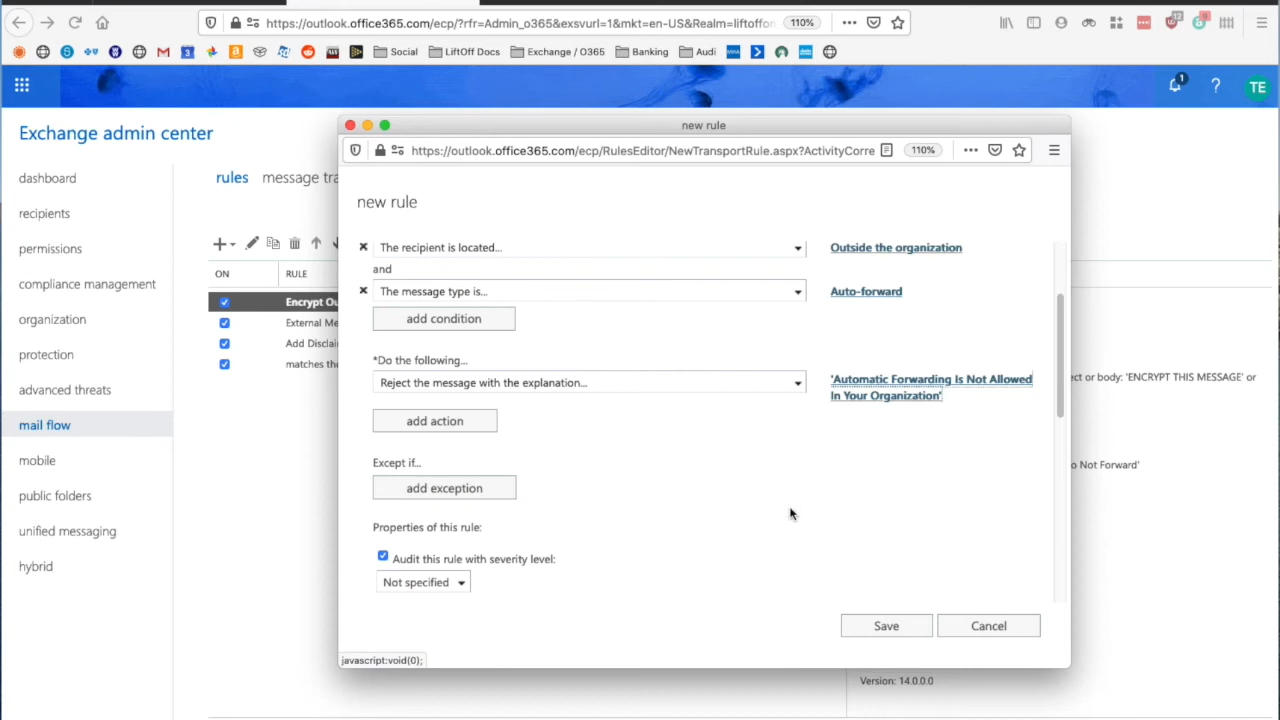 https://outlook.office365.com/ecp/?rfr=Admin_o365&exsvurl=1&mkt=en-US&Realm=liftoffon
110%
12
8
3
Social
LiftOff Docs
Exchange / O365
Banking
Audi
1
?
TE
Exchange admin center
new rule
https://outlook.office365.com/ecp/RulesEditor/NewTransportRule.aspx?ActivityCorre
110%
dashboard
recipients
permissions
compliance management
organization
protection
advanced threats
mail flow
mobile
public folders
unified messaging
hybrid
rules
message tra
ON
RULE
Encrypt Ou
External Me
Add Disclai
matches the
new rule
The recipient is located...
Outside the organization
and
The message type is...
Auto-forward
add condition
*Do the following...
Reject the message with the explanation...
'Automatic Forwarding Is Not Allowed
In Your Organization'
add action
Except if...
add exception
Properties of this rule:
Audit this rule with severity level:
Not specified
Save
Cancel
javascript:void(0);
ect or body: 'ENCRYPT THIS MESSAGE' or
o Not Forward'
Version: 14.0.0.0